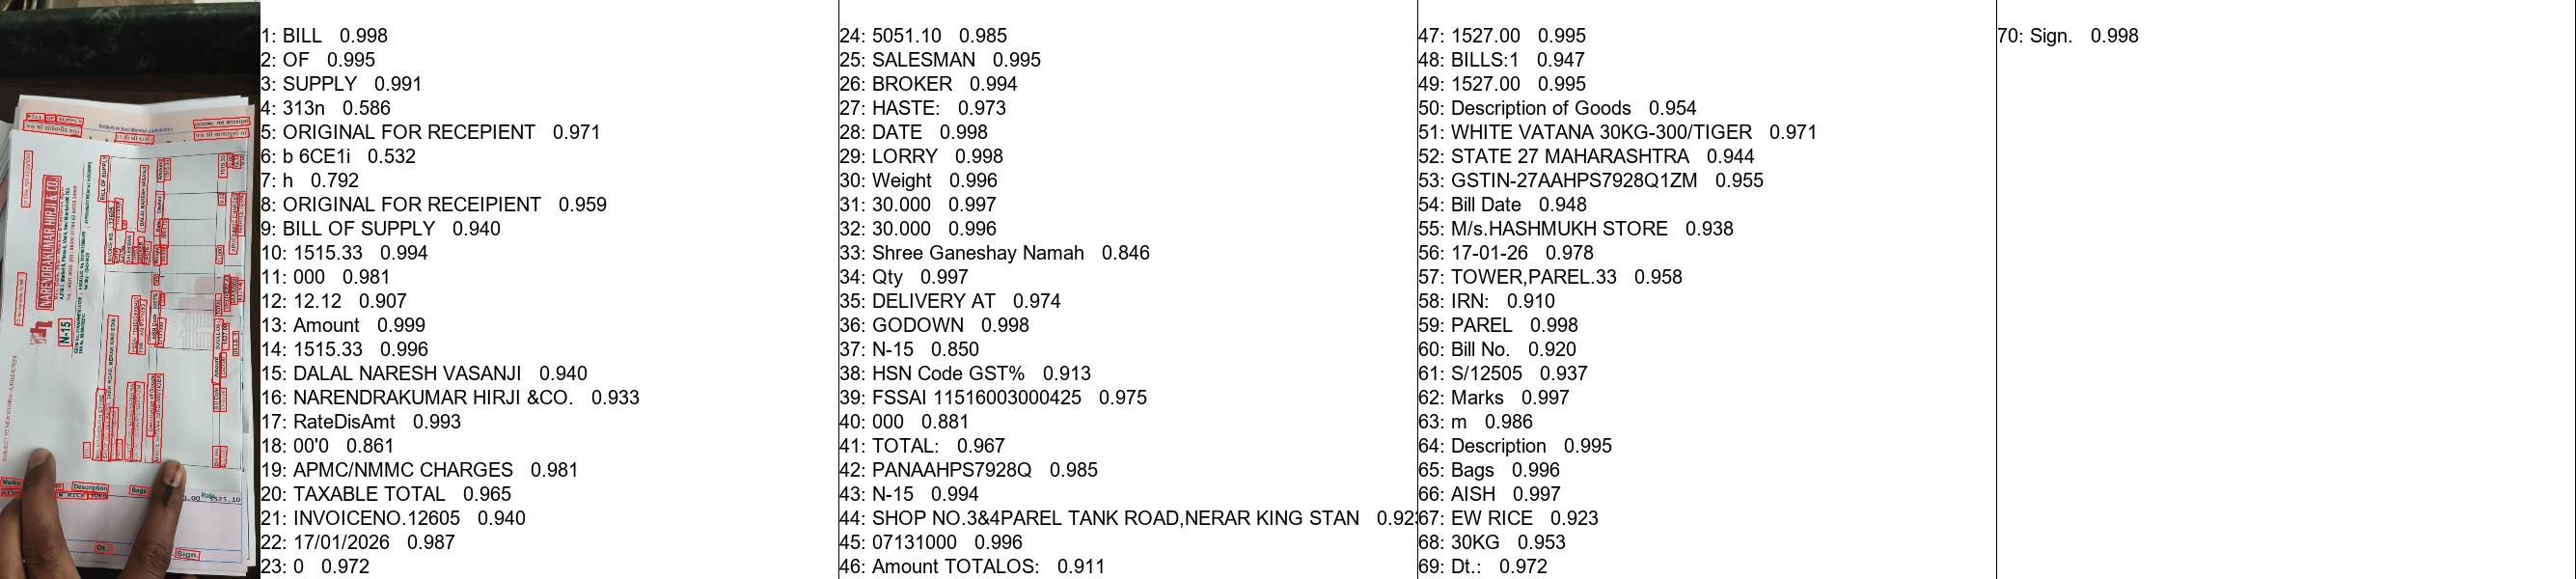 NARENDRAKUMAR HIRJI & CO.
N-15
BILL OF SUPPLY
Marks
Description
Bags
Rate
Dt.:
Sign.
1: BILL 0.998
2: OF 0.995
3: SUPPLY 0.991
4: 313n 0.586
5: ORIGINAL FOR RECEPIENT 0.971
6: b 6CE1i 0.532
7: h 0.792
8: ORIGINAL FOR RECEIPIENT 0.959
9: BILL OF SUPPLY 0.940
10: 1515.33 0.994
11: 000 0.981
12: 12.12 0.907
13: Amount 0.999
14: 1515.33 0.996
15: DALAL NARESH VASANJI 0.940
16: NARENDRAKUMAR HIRJI &CO. 0.933
17: RateDisAmt 0.993
18: 00'0 0.861
19: APMC/NMMC CHARGES 0.981
20: TAXABLE TOTAL 0.965
21: INVOICENO.12605 0.940
22: 17/01/2026 0.987
23: 0 0.972
24: 5051.10 0.985
25: SALESMAN 0.995
26: BROKER 0.994
27: HASTE: 0.973
28: DATE 0.998
29: LORRY 0.998
30: Weight 0.996
31: 30.000 0.997
32: 30.000 0.996
33: Shree Ganeshay Namah 0.846
34: Qty 0.997
35: DELIVERY AT 0.974
36: GODOWN 0.998
37: N-15 0.850
38: HSN Code GST% 0.913
39: FSSAI 11516003000425 0.975
40: 000 0.881
41: TOTAL: 0.967
42: PANAAHPS7928Q 0.985
43: N-15 0.994
44: SHOP NO.3&4PAREL TANK ROAD,NERAR KING STAN 0.92
45: 07131000 0.996
46: Amount TOTALOS: 0.911
47: 1527.00 0.995
48: BILLS:1 0.947
49: 1527.00 0.995
50: Description of Goods 0.954
51: WHITE VATANA 30KG-300/TIGER 0.971
52: STATE 27 MAHARASHTRA 0.944
53: GSTIN-27AAHPS7928Q1ZM 0.955
54: Bill Date 0.948
55: M/s.HASHMUKH STORE 0.938
56: 17-01-26 0.978
57: TOWER,PAREL.33 0.958
58: IRN: 0.910
59: PAREL 0.998
60: Bill No. 0.920
61: S/12505 0.937
62: Marks 0.997
63: m 0.986
64: Description 0.995
65: Bags 0.996
66: AISH 0.997
67: EW RICE 0.923
68: 30KG 0.953
69: Dt.: 0.972
70: Sign. 0.998